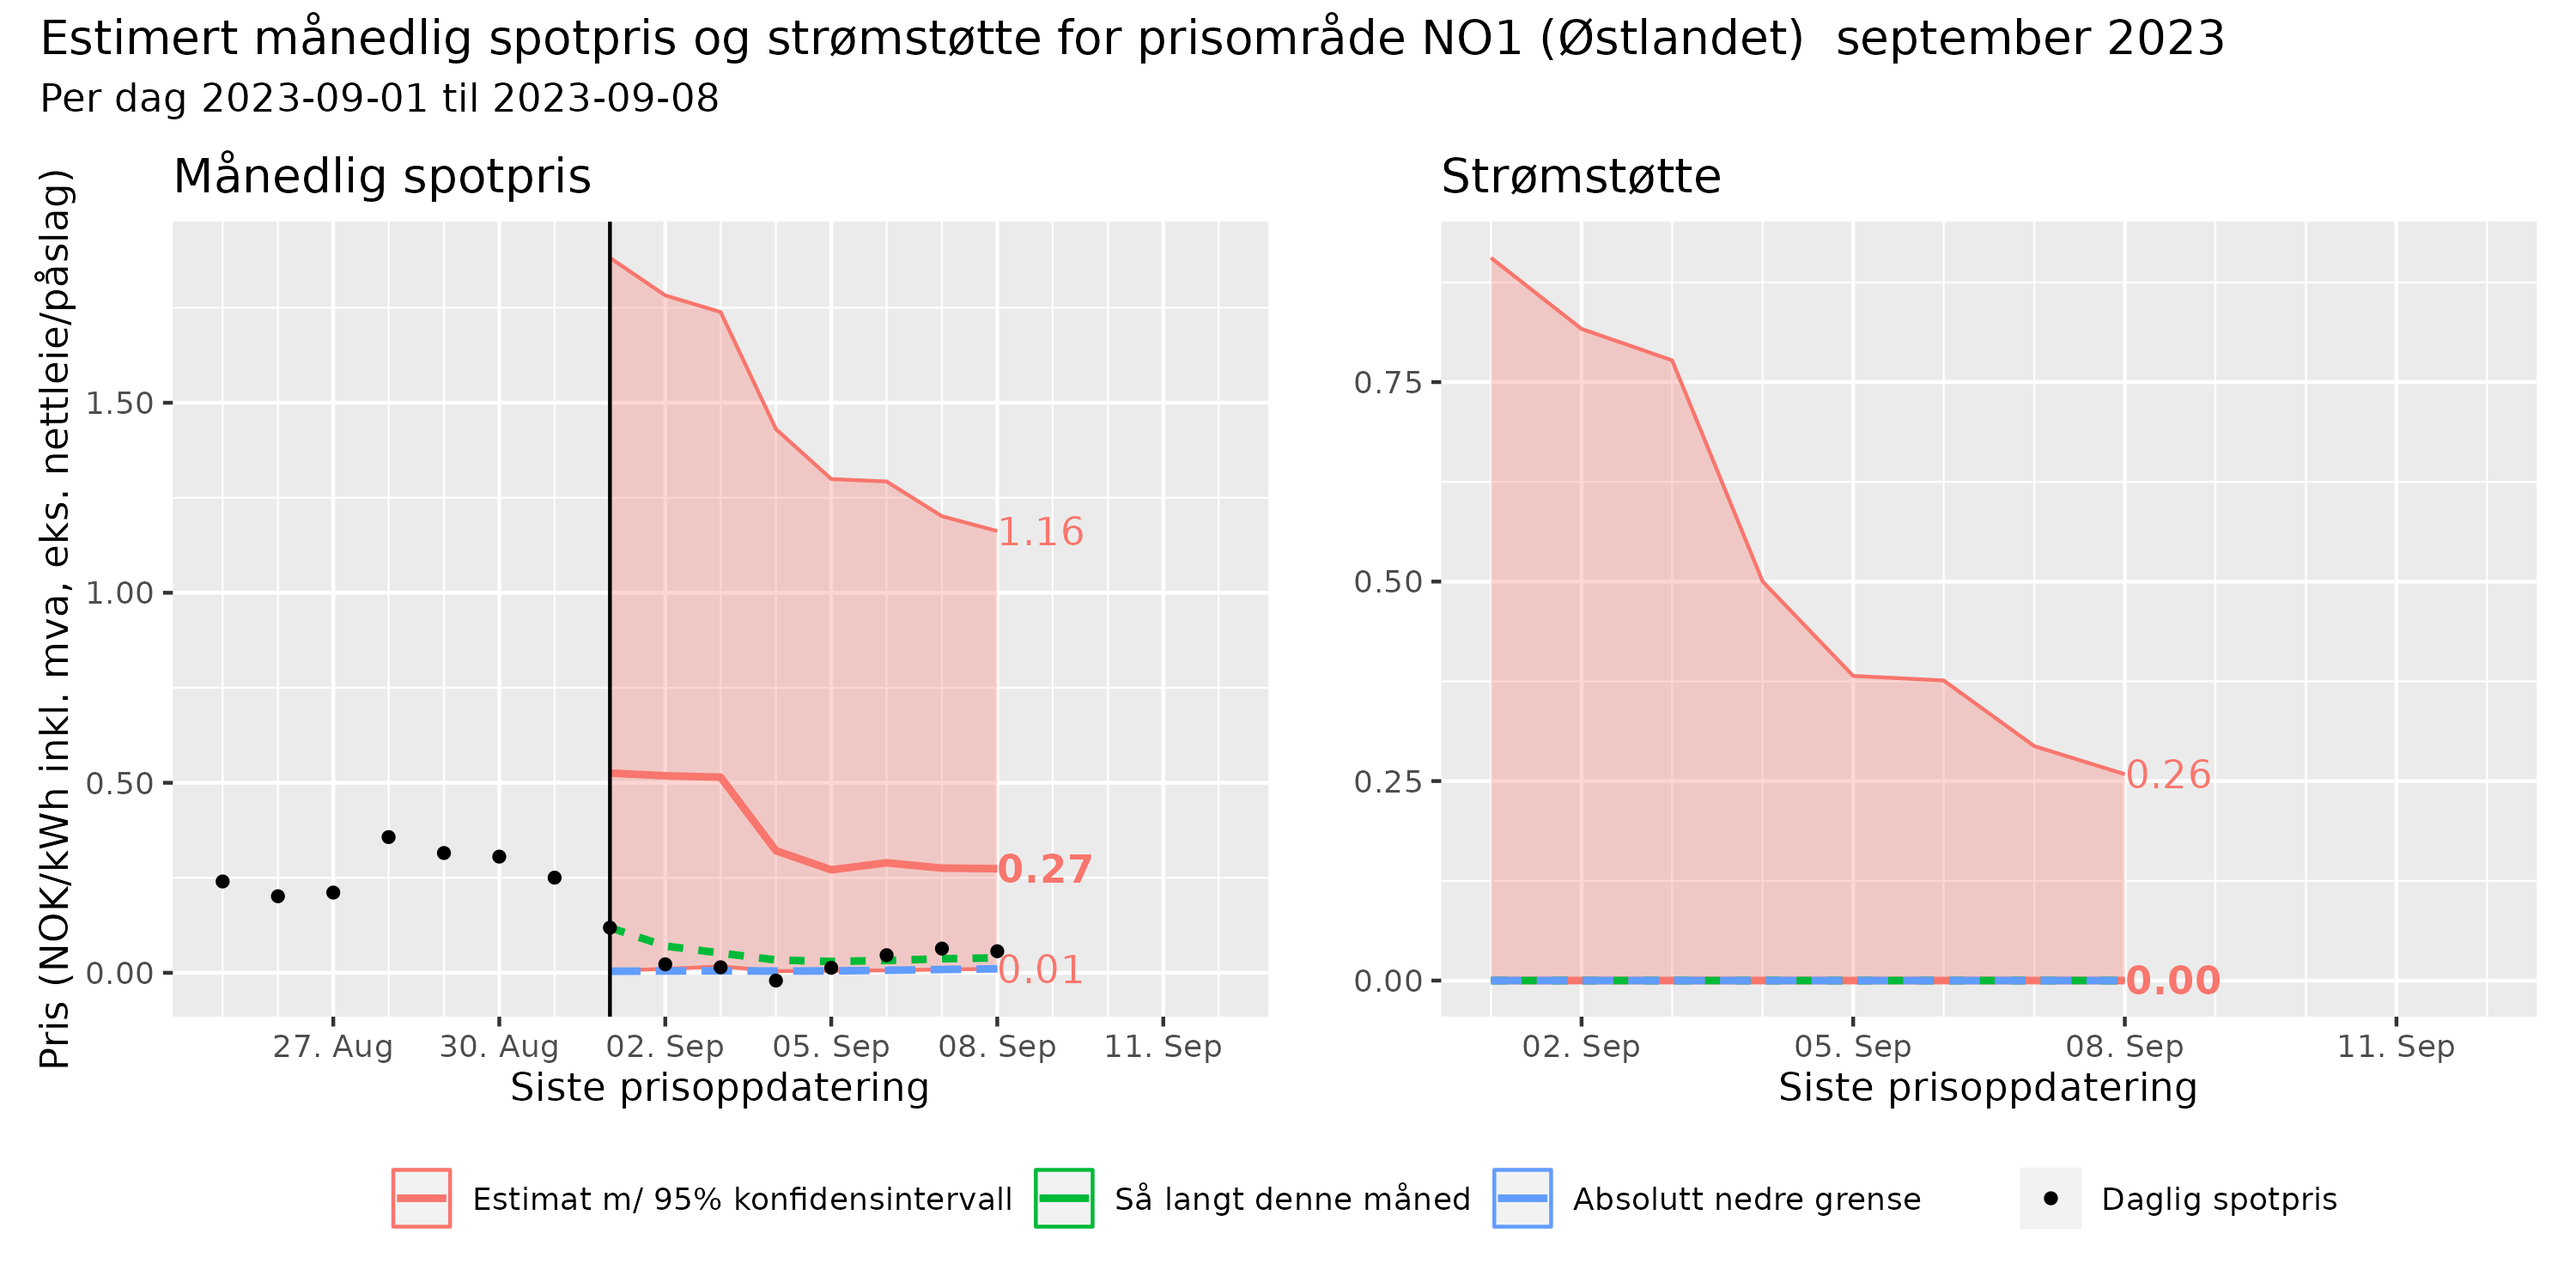 Estimert månedlig spotpris og strømstøtte for prisområde NO1 (Østlandet)  september 2023
Per dag 2023-09-01 til 2023-09-08
Månedlig spotpris
Pris (NOK/kWh inkl. mva, eks. nettleie/påslag)
1.50
1.00
0.50
0.00
1.16
0.27
0.01
27. Aug
30. Aug
02. Sep
05. Sep
08. Sep
11. Sep
Siste prisoppdatering
Strømstøtte
0.75
0.50
0.25
0.00
0.26
0.00
02. Sep
05. Sep
08. Sep
11. Sep
Siste prisoppdatering
Estimat m/ 95% konfidensintervall
Så langt denne måned
Absolutt nedre grense
Daglig spotpris